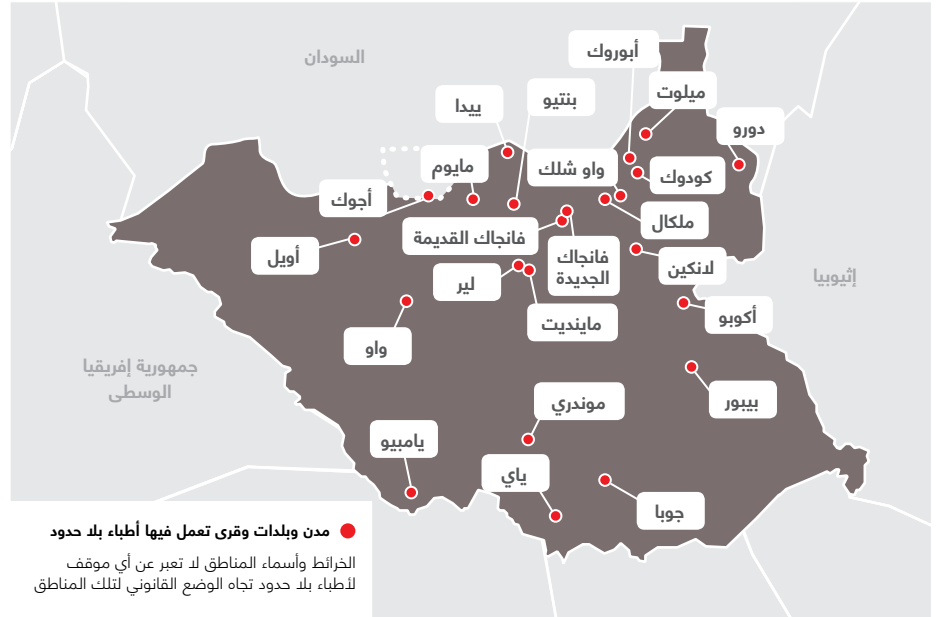 السودان
أبوروك
ميلوت
بنتيو
ييدا
دورو
مايوم
واو شلك
كودوك
أجوك
ملكال
فانجاك القديمة
فانجاك
الجديدة
أويل
لانكين
لير
إثيوبيا
أكوبو
مايندي‍ت
واو
جمهورية إفريقيا
الوسطى
بيبور
موندري
يامبيو
ياي
جوبا
مدن وبلدات وقرى تعمل فيها أطباء بلا حدود
الخرائط وأسماء المناطق لا تعبر عن أي موقف
لأطباء بلا حدود تجاه الوضع القانوني لتلك المناطق